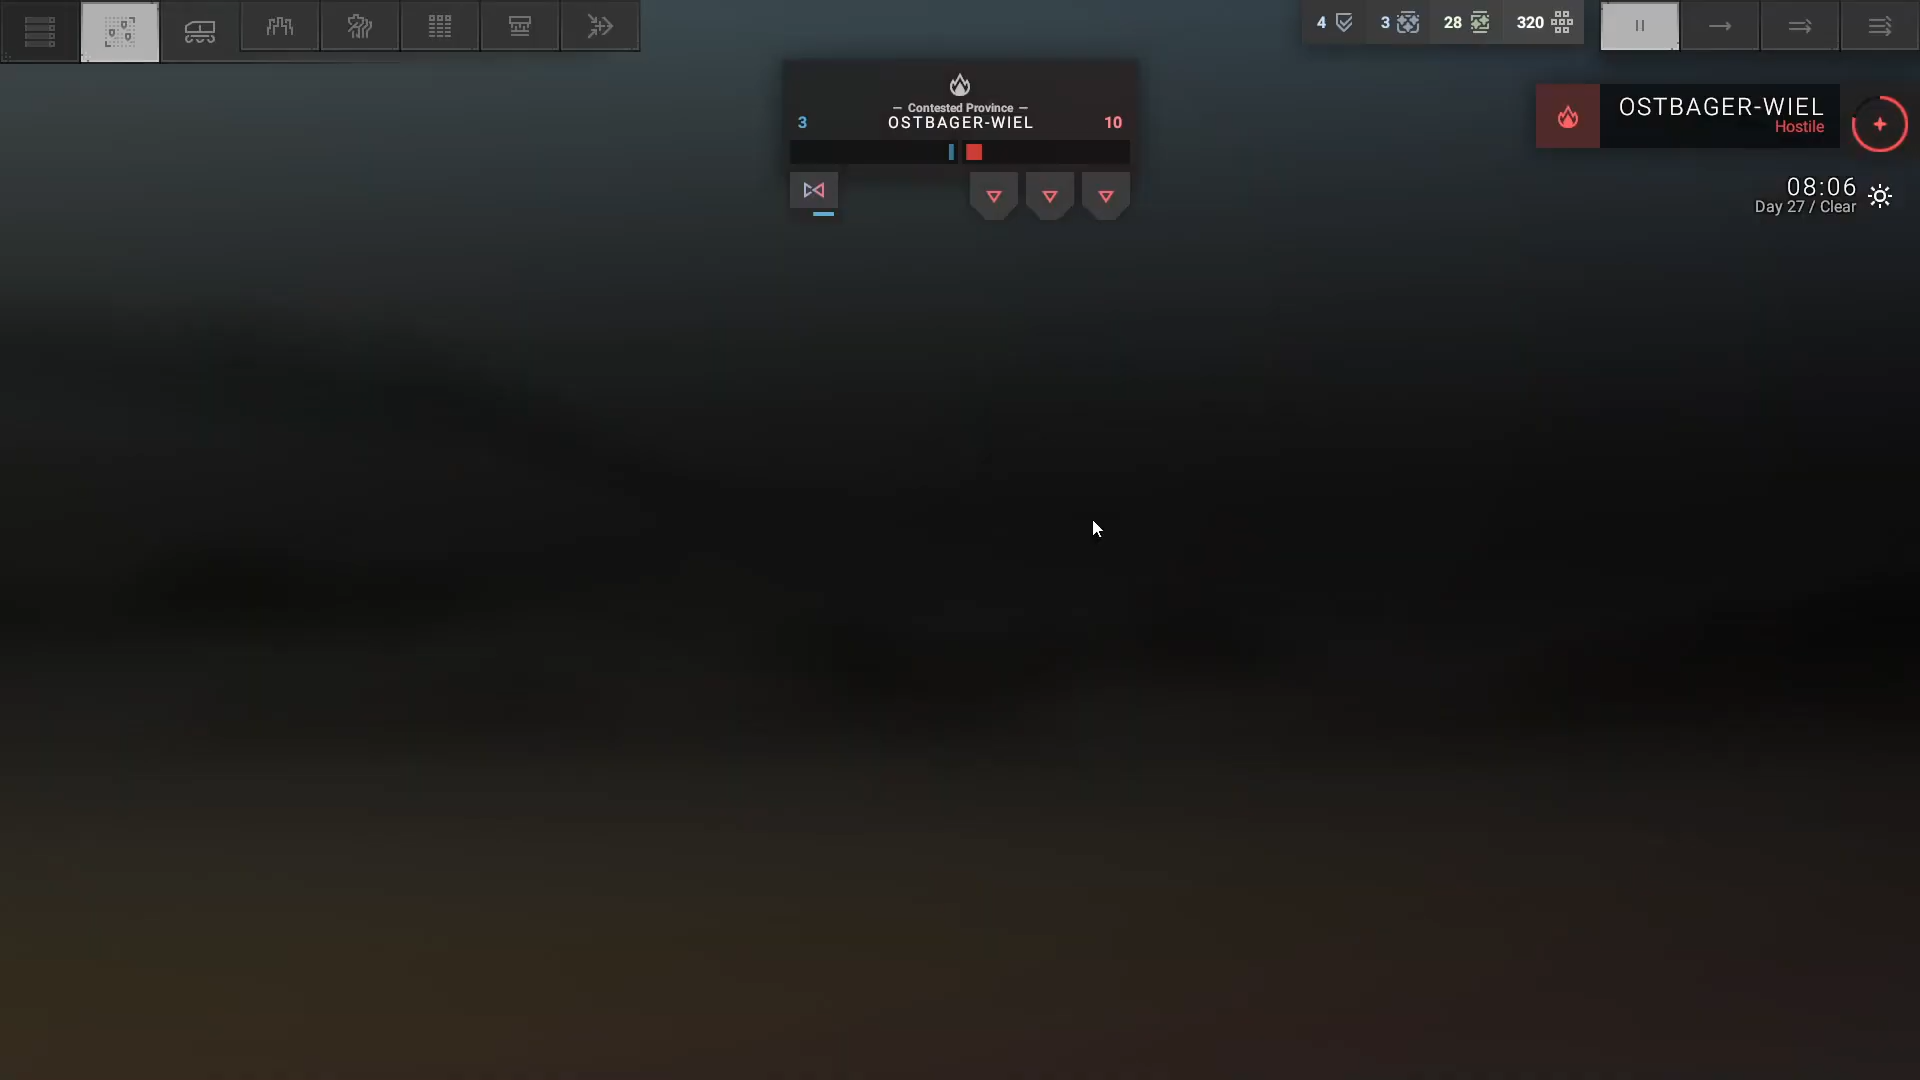 4 3 28 320
— Contested Province —
3 OSTBAGER-WIEL 10
OSTBAGER-WIEL
Hostile
08:06
Day 27 / Clear